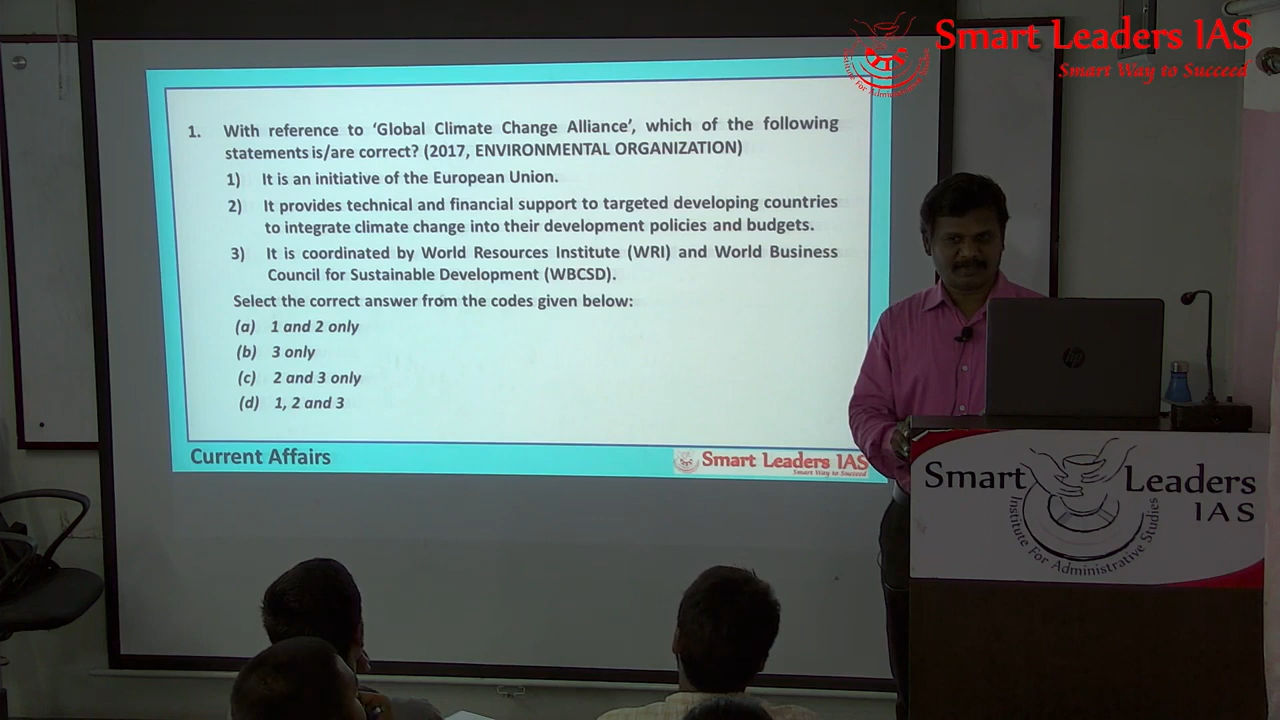 Smart Leaders IAS
Smart Way to Succeed
1. With reference to ‘Global Climate Change Alliance’, which of the following
statements is/are correct? (2017, ENVIRONMENTAL ORGANIZATION)
1) It is an initiative of the European Union.
2) It provides technical and financial support to targeted developing countries
to integrate climate change into their development policies and budgets.
3) It is coordinated by World Resources Institute (WRI) and World Business
Council for Sustainable Development (WBCSD).
Select the correct answer from the codes given below:
(a) 1 and 2 only
(b) 3 only
(c) 2 and 3 only
(d) 1, 2 and 3
Current Affairs
Smart Leaders IAS
Smart Way to Succeed
hp
Smart Leaders
IAS
Institute For Administrative Studies